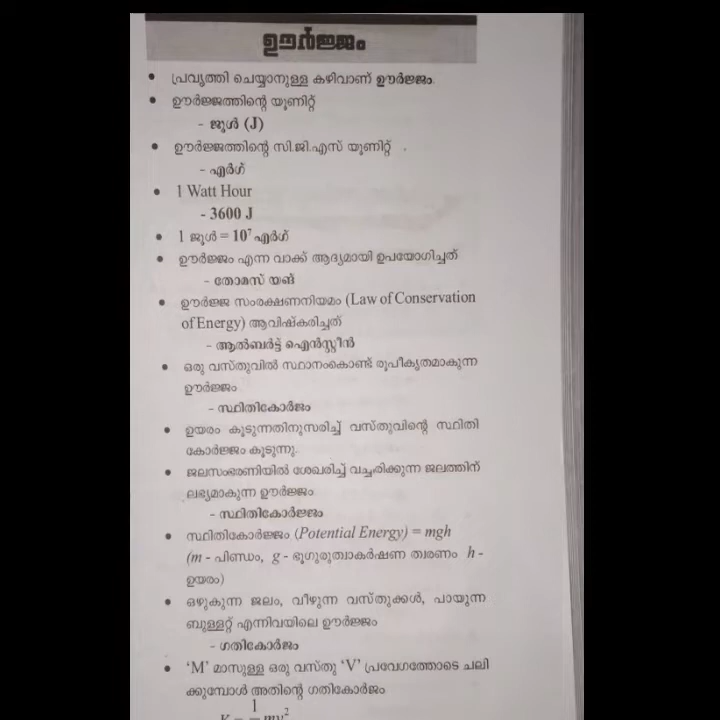 ഊർജ്ജം
• പ്രവൃത്തി ചെയ്യാനുള്ള കഴിവാണ് ഊർജ്ജം.
• ഊർജ്ജത്തിന്റെ യൂണിറ്റ്
- ജൂൾ (J)
• ഊർജ്ജത്തിന്റെ സി.ജി.എസ് യൂണിറ്റ്
- എർഗ്
• 1 Watt Hour
- 3600 J
• 1 ജൂൾ = 10⁷ എർഗ്
• ഊർജ്ജം എന്ന വാക്ക് ആദ്യമായി ഉപയോഗിച്ചത്
- തോമസ് യങ്
• ഊർജ്ജ സംരക്ഷണനിയമം (Law of Conservation
of Energy) ആവിഷ്കരിച്ചത്
- ആൽബർട്ട് ഐൻസ്റ്റീൻ
• ഒരു വസ്തുവിൽ സ്ഥാനംകൊണ്ട് രൂപീകൃതമാകുന്ന
ഊർജ്ജം
- സ്ഥിതികോർജം
• ഉയരം കൂടുന്നതിനുസരിച്ച് വസ്തുവിന്റെ സ്ഥിതി
കോർജ്ജം കൂടുന്നു.
• ജലസംഭരണിയിൽ ശേഖരിച്ച് വച്ചരിക്കുന്ന ജലത്തിന്
ലഭ്യമാകുന്ന ഊർജ്ജം
- സ്ഥിതികോർജ്ജം
• സ്ഥിതികോർജ്ജം (Potential Energy) = mgh
(m - പിണ്ഡം, g - ഭൂഗുരുത്വാകർഷണ ത്വരണം h -
ഉയരം)
• ഒഴുകുന്ന ജലം, വീഴുന്ന വസ്തുക്കൾ, പായുന്ന
ബുള്ളറ്റ് എന്നിവയിലെ ഊർജ്ജം
- ഗതികോർജം
• ‘M’ മാസുള്ള ഒരു വസ്തു ‘V’ പ്രവേഗത്തോടെ ചലി
ക്കുമ്പോൾ അതിന്റെ ഗതികോർജം